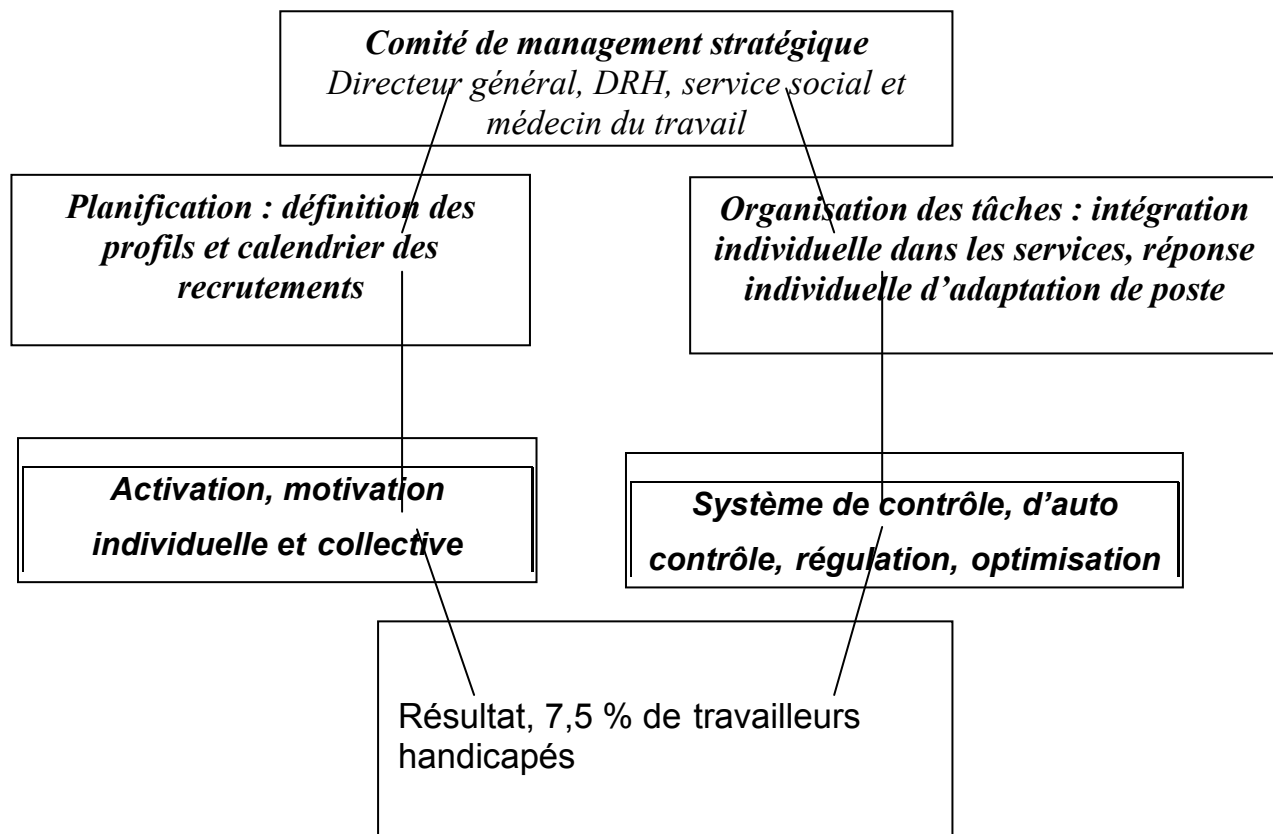 Comité de management stratégique
Directeur général, DRH, service social et
médecin du travail
Planification : définition des
profils et calendrier des
recrutements
Organisation des tâches : intégration
individuelle dans les services, réponse
individuelle d’adaptation de poste
Activation, motivation
individuelle et collective
Système de contrôle, d’auto
contrôle, régulation, optimisation
Résultat, 7,5 % de travailleurs
handicapés